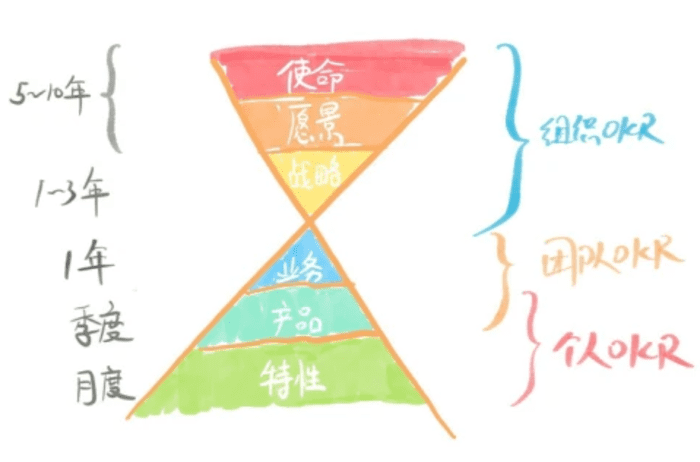 使命
5~10年
愿景
组织OKR
战略
1~3年
业务
团队OKR
1年
产品
季度
个人OKR
特性
月度